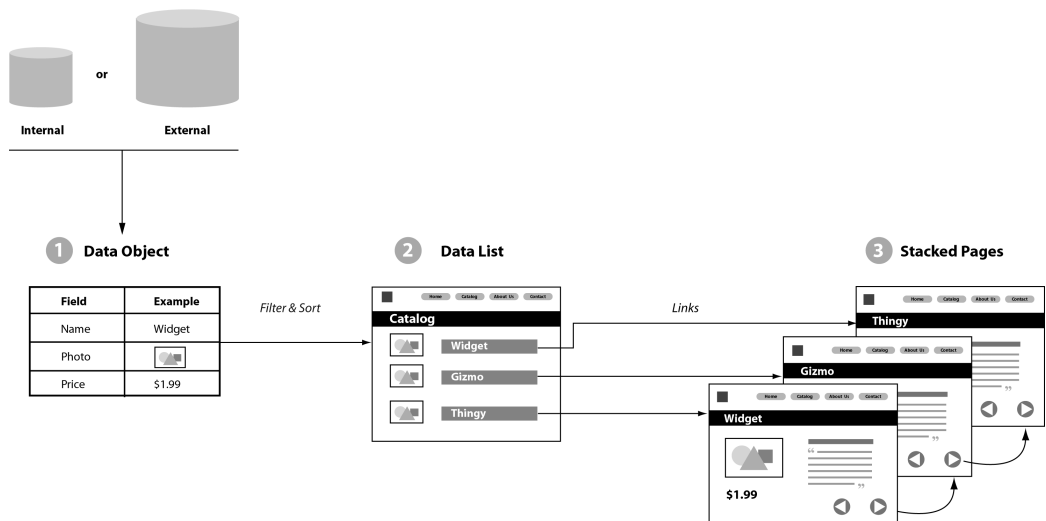 or
Internal
External
1 Data Object
2 Data List
3 Stacked Pages
Field Example
Name Widget
Photo
Price $1.99
Filter & Sort
Home Catalog About Us Contact
Catalog
Widget
Gizmo
Thingy
Links
Home Catalog About Us Contact
Thingy
”
Home Catalog About Us Contact
Gizmo
”
Home Catalog About Us Contact
Widget
“
”
$1.99